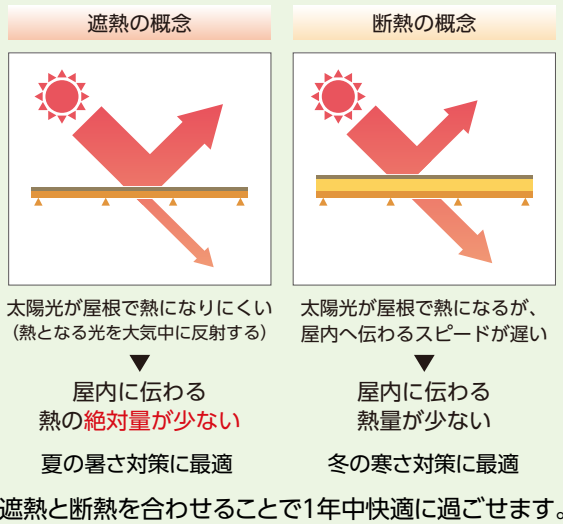 遮熱の概念
太陽光が屋根で熱になりにくい
（熱となる光を大気中に反射する）
▼
屋内に伝わる
熱の絶対量が少ない
夏の暑さ対策に最適
断熱の概念
太陽光が屋根で熱になるが、
屋内へ伝わるスピードが遅い
▼
屋内に伝わる
熱量が少ない
冬の寒さ対策に最適
遮熱と断熱を合わせることで1年中快適に過ごせます。